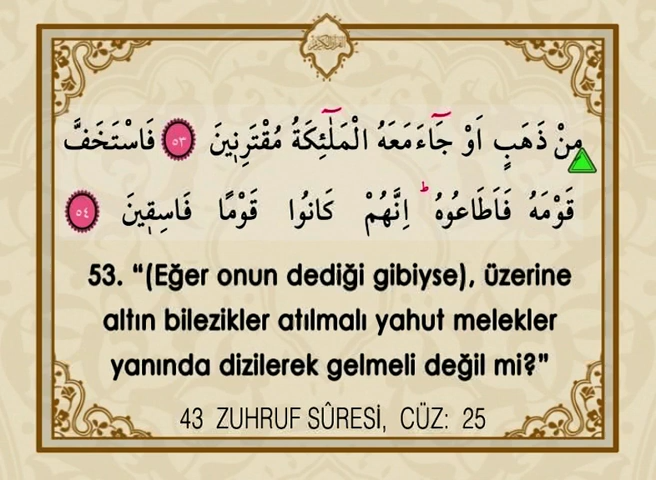 مِنْ ذَهَبٍ اَوْ جَٓاءَ مَعَهُ الْمَلٰٓئِكَةُ مُقْتَرِنٖينَ ٥٣ فَاسْتَخَفَّ
قَوْمَهُ فَاَطَاعُوهُؕ اِنَّهُمْ كَانُوا قَوْمًا فَاسِقٖينَ ٥٤
53. “(Eğer onun dediği gibiyse), üzerine
altın bilezikler atılmalı yahut melekler
yanında dizilerek gelmeli değil mi?”
43 ZUHRUF SÛRESİ, CÜZ: 25